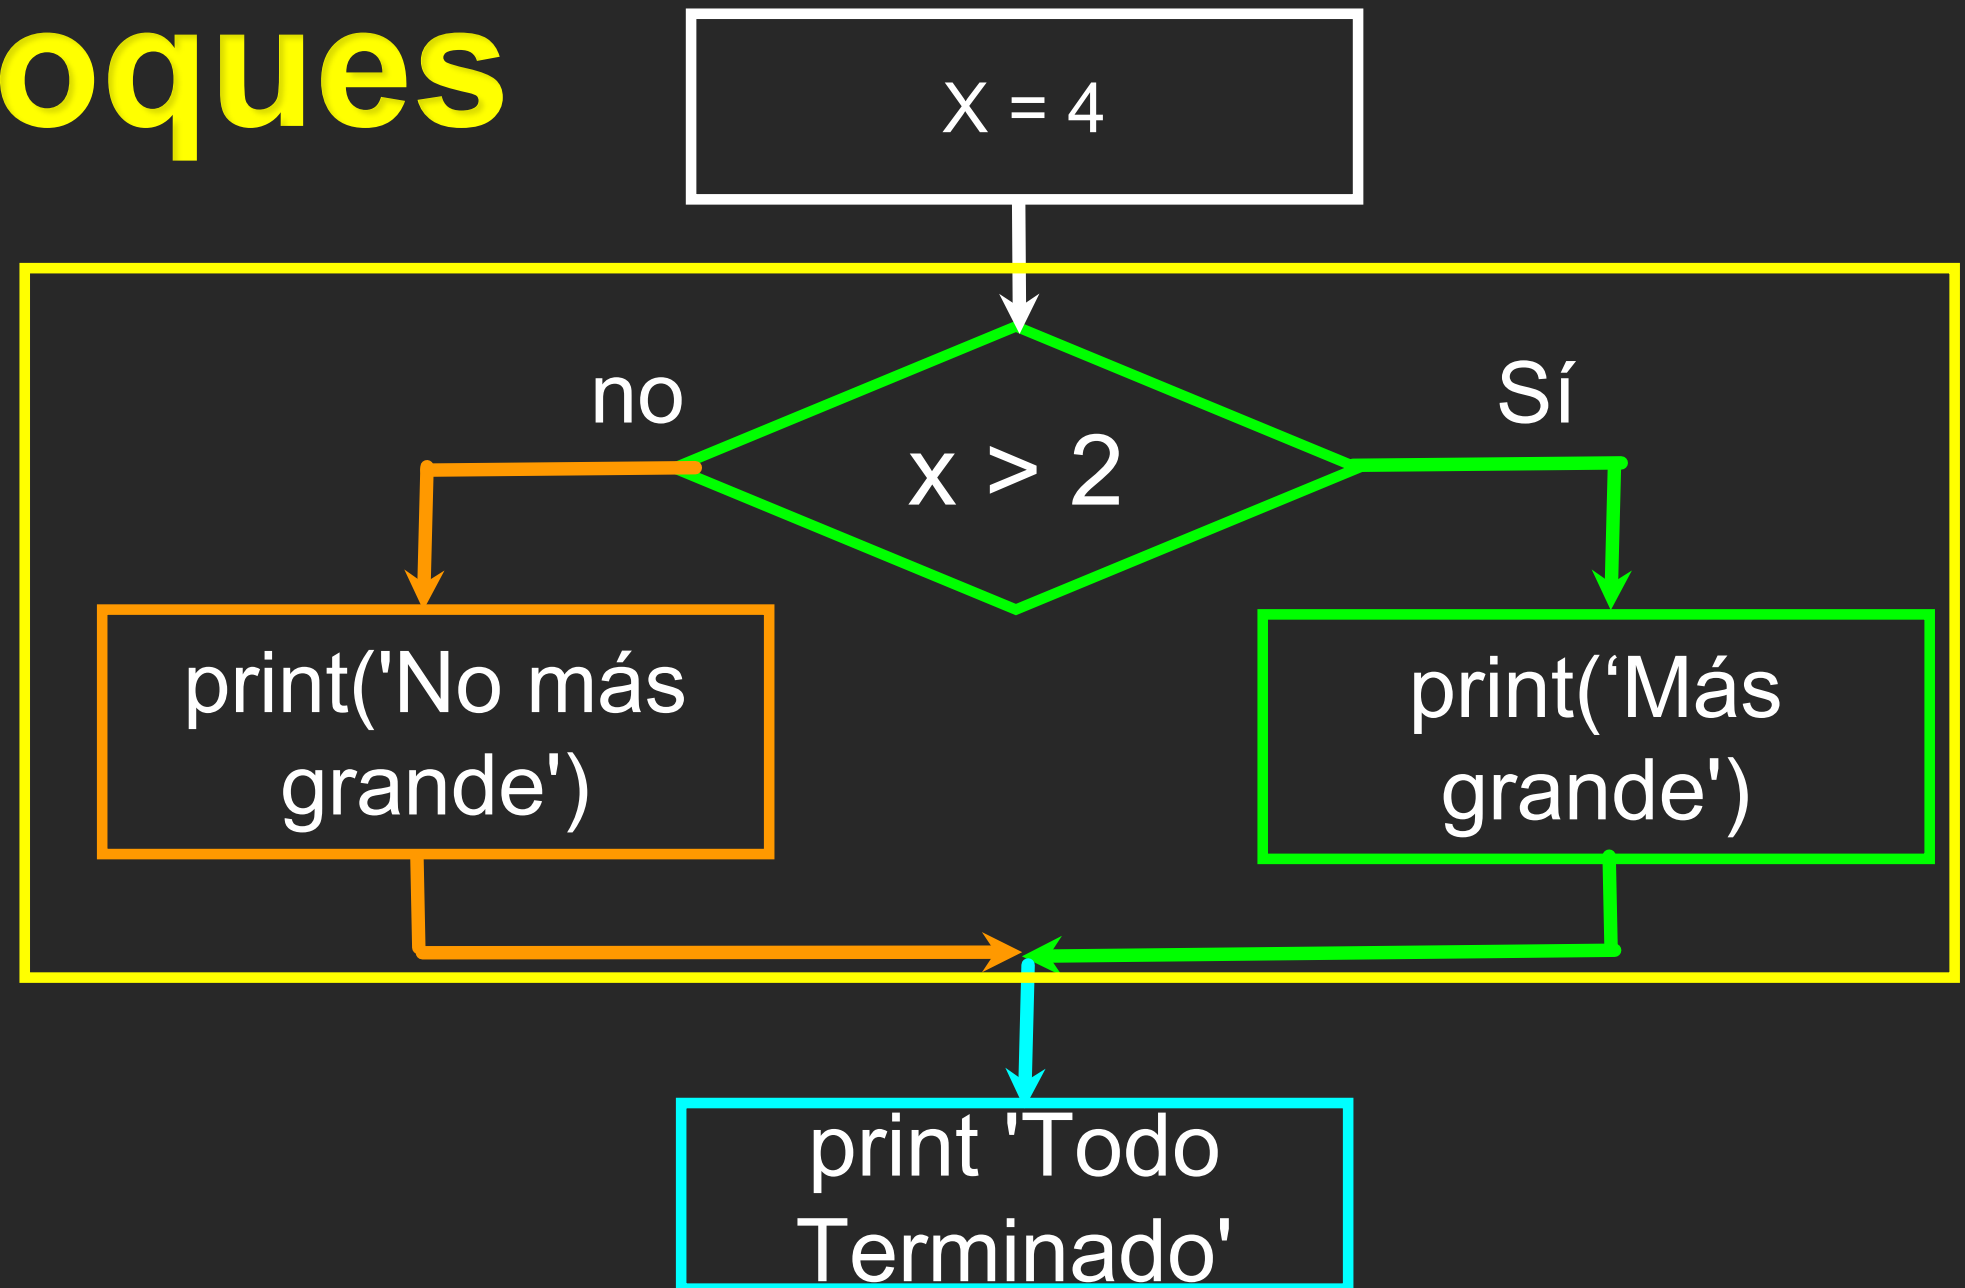 oques
X = 4
no
Sí
x > 2
print('No más
grande')
print(‘Más
grande')
print 'Todo
Terminado'